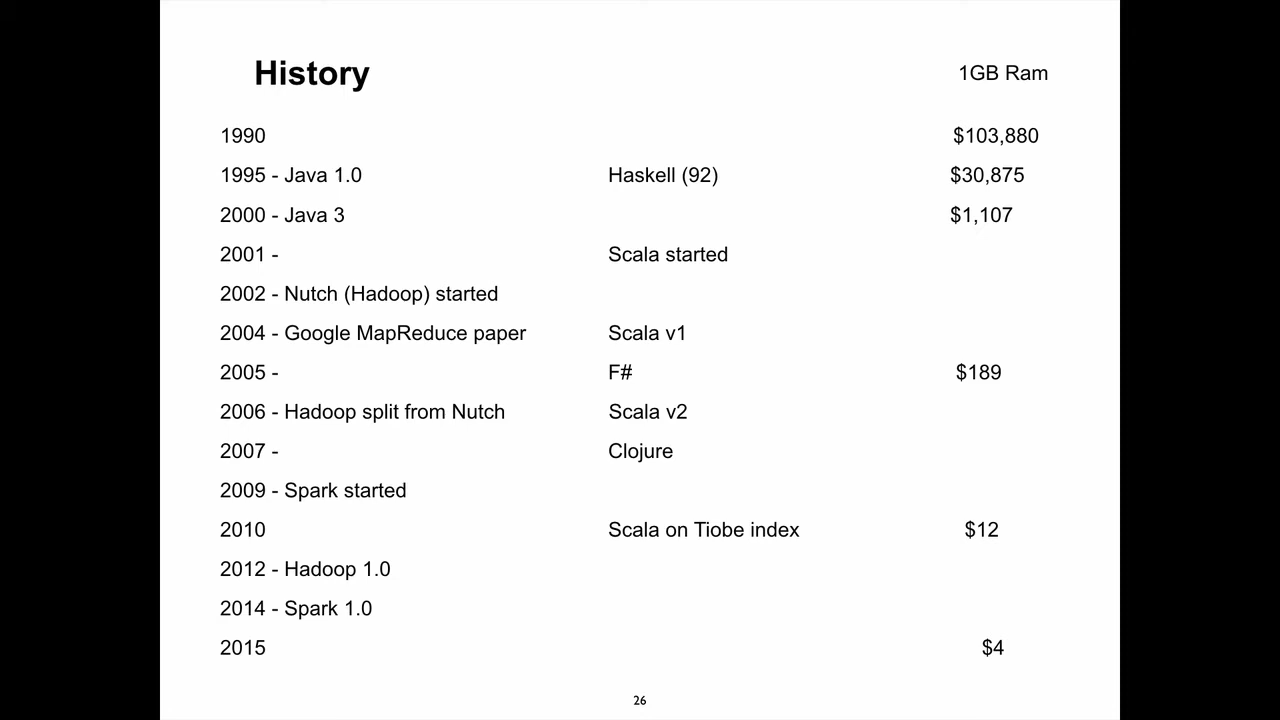 History 1GB Ram
1990 $103,880
1995 - Java 1.0 Haskell (92) $30,875
2000 - Java 3 $1,107
2001 - Scala started
2002 - Nutch (Hadoop) started
2004 - Google MapReduce paper Scala v1
2005 - F# $189
2006 - Hadoop split from Nutch Scala v2
2007 - Clojure
2009 - Spark started
2010 Scala on Tiobe index $12
2012 - Hadoop 1.0
2014 - Spark 1.0
2015 $4
26